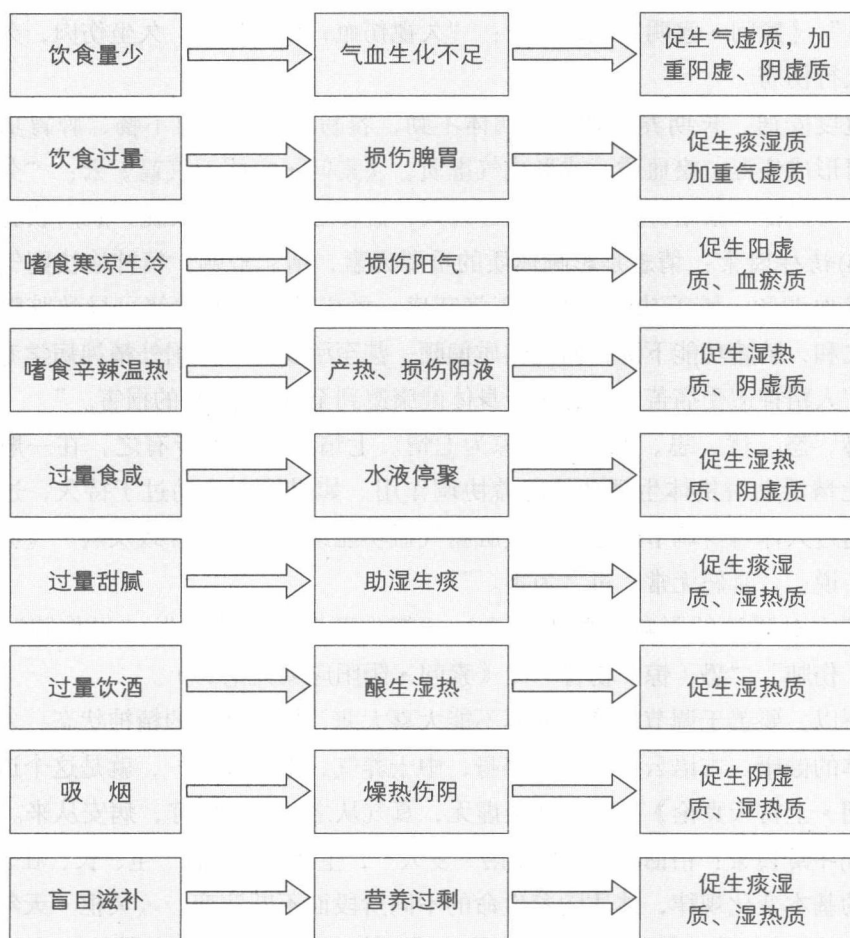 饮食量少
气血生化不足
促生气虚质，加
重阳虚、阴虚质
饮食过量
损伤脾胃
促生痰湿质
加重气虚质
嗜食寒凉生冷
损伤阳气
促生阳虚
质、血瘀质
嗜食辛辣温热
产热、损伤阴液
促生湿热
质、阴虚质
过量食咸
水液停聚
促生湿热
质、阴虚质
过量甜腻
助湿生痰
促生痰湿
质、湿热质
过量饮酒
酿生湿热
促生湿热质
吸 烟
燥热伤阴
促生阴虚
质、湿热质
盲目滋补
营养过剩
促生痰湿
质、湿热质